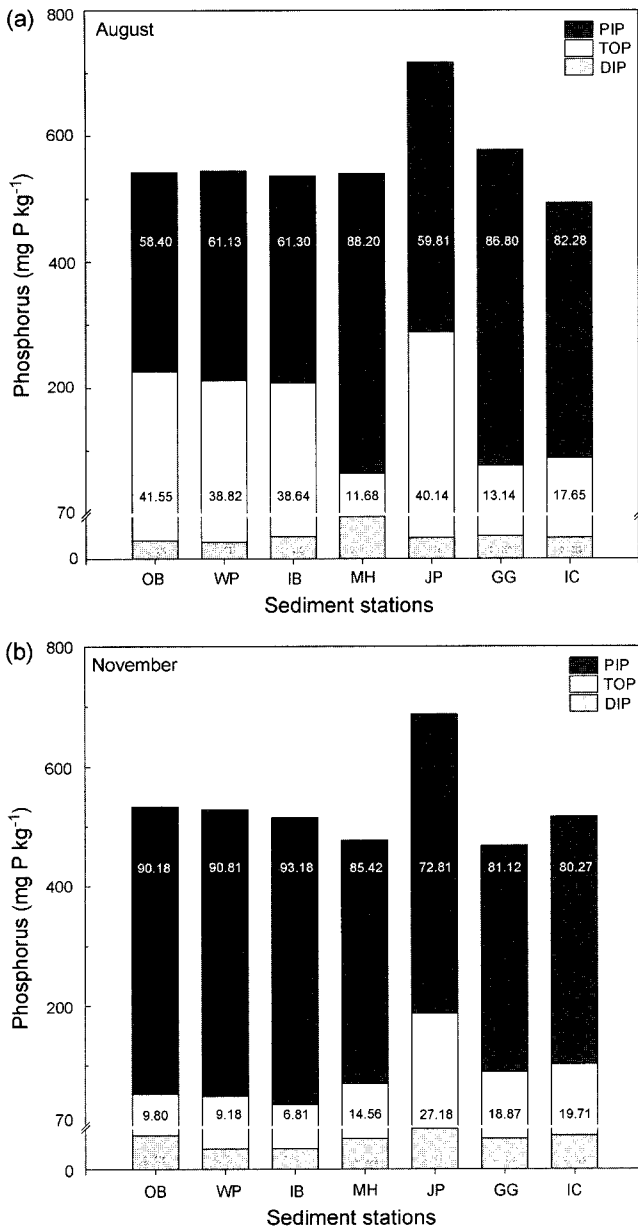 (a)
August
PIP
TOP
DIP
Phosphorus (mg P kg-1)
800
600
400
200
70
0
58.40 61.13 61.30 88.20 59.81 86.80 82.28
41.55 38.82 38.64 11.68 40.14 13.14 17.65
OB WP IB MH JP GG IC
Sediment stations
(b)
November
PIP
TOP
DIP
Phosphorus (mg P kg-1)
800
600
400
200
70
0
90.18 90.81 93.18 85.42 72.81 81.12 80.27
9.80 9.18 6.81 14.56 27.18 18.87 19.71
OB WP IB MH JP GG IC
Sediment stations